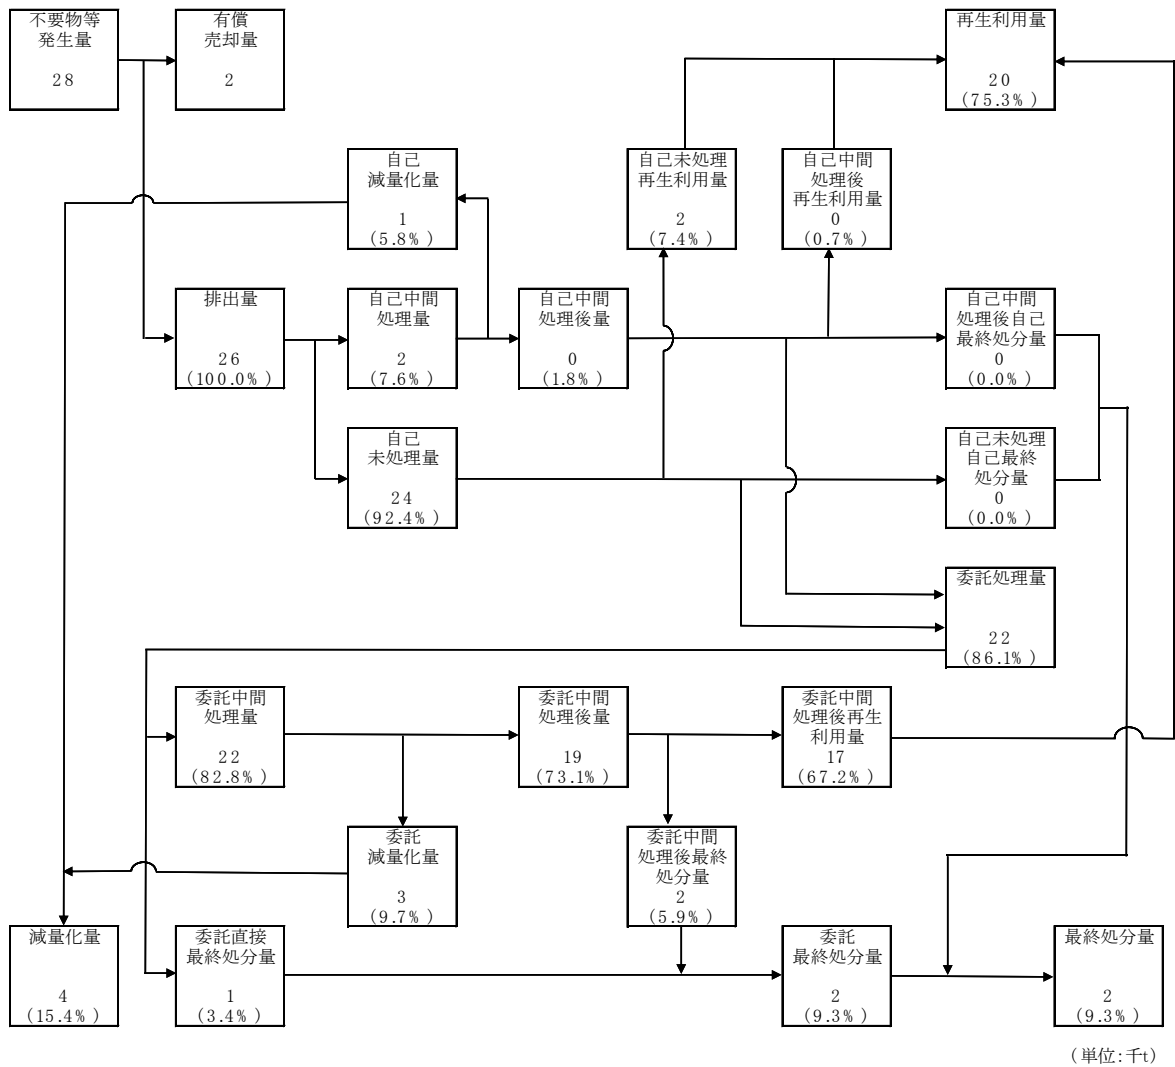 不要物等
発生量
28
有償
売却量
2
再生利用量
20
(75.3%)
自己
減量化量
1
(5.8%)
自己未処理
再生利用量
2
(7.4%)
自己中間
処理後
再生利用量
0
(0.7%)
排出量
26
(100.0%)
自己中間
処理量
2
(7.6%)
自己中間
処理後量
0
(1.8%)
自己中間
処理後自己
最終処分量
0
(0.0%)
自己
未処理量
24
(92.4%)
自己未処理
自己最終
処分量
0
(0.0%)
委託処理量
22
(86.1%)
委託中間
処理量
22
(82.8%)
委託中間
処理後量
19
(73.1%)
委託中間
処理後再生
利用量
17
(67.2%)
委託
減量化量
3
(9.7%)
委託中間
処理後最終
処分量
2
(5.9%)
減量化量
4
(15.4%)
委託直接
最終処分量
1
(3.4%)
委託
最終処分量
2
(9.3%)
最終処分量
2
(9.3%)
(単位:千t)